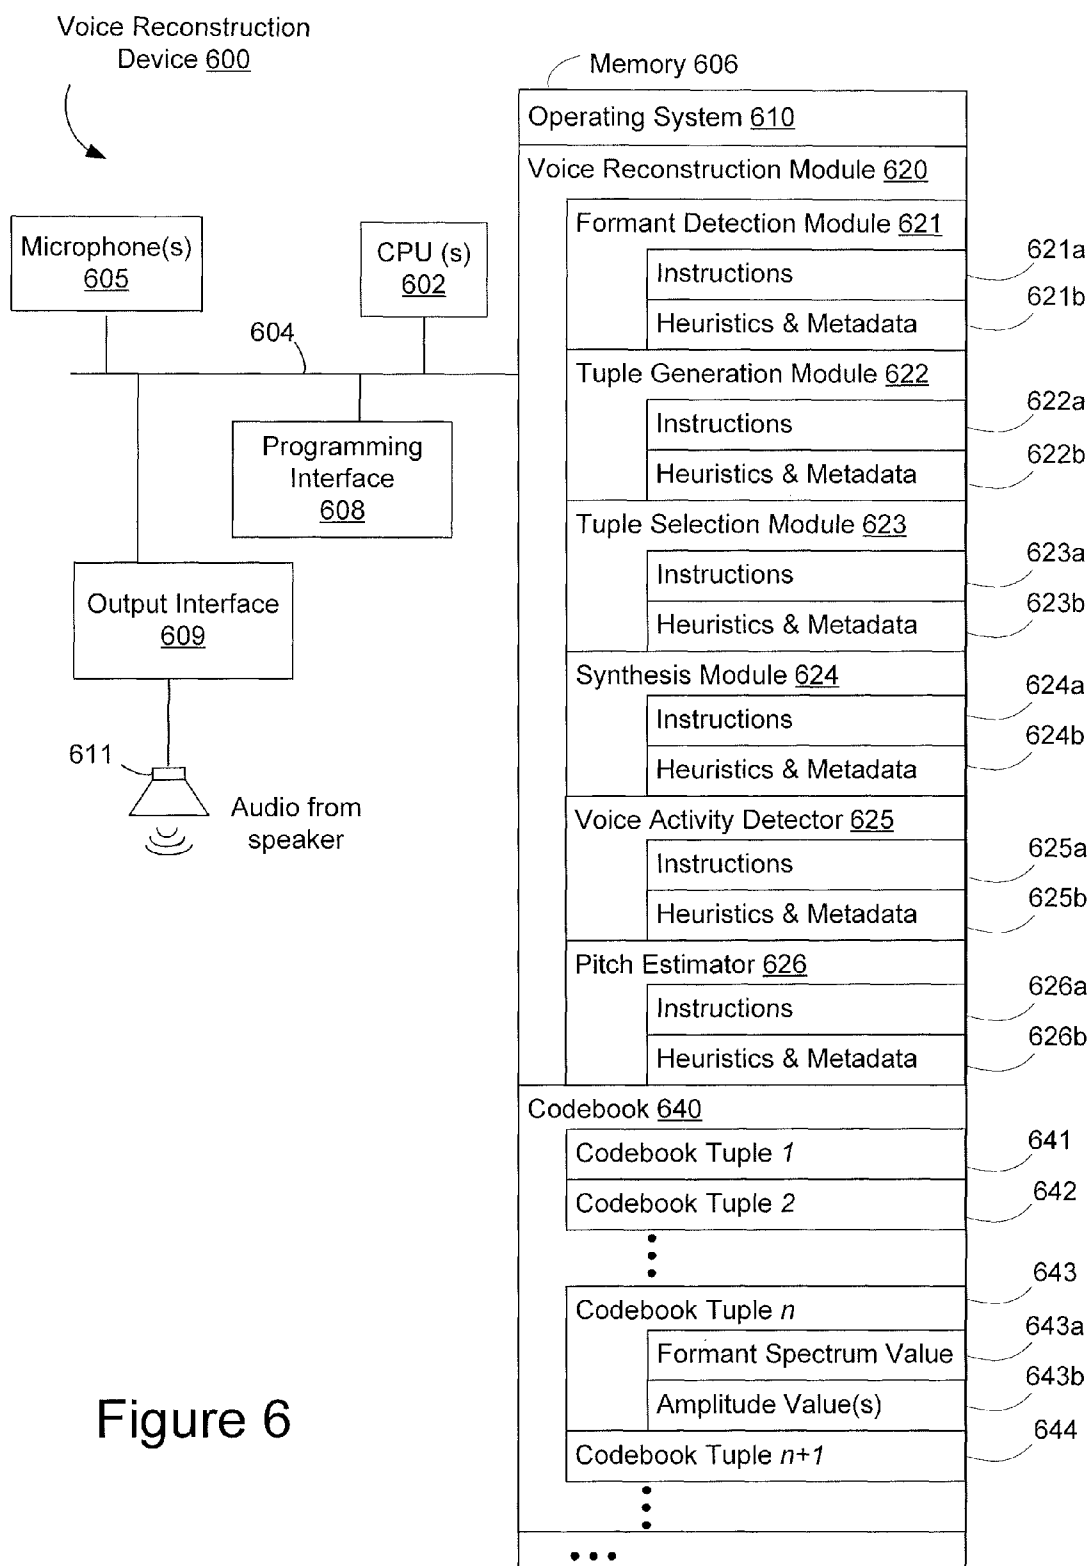 Voice Reconstruction
Device 600
Memory 606
Operating System 610
Voice Reconstruction Module 620
Formant Detection Module 621
Instructions
621a
Heuristics & Metadata
621b
Tuple Generation Module 622
Instructions
622a
Heuristics & Metadata
622b
Tuple Selection Module 623
Instructions
623a
Heuristics & Metadata
623b
Synthesis Module 624
Instructions
624a
Heuristics & Metadata
624b
Voice Activity Detector 625
Instructions
625a
Heuristics & Metadata
625b
Pitch Estimator 626
Instructions
626a
Heuristics & Metadata
626b
Codebook 640
Codebook Tuple 1
641
Codebook Tuple 2
642
Codebook Tuple n
643
Formant Spectrum Value
643a
Amplitude Value(s)
643b
Codebook Tuple n+1
644
Microphone(s)
605
CPU (s)
602
604
Programming
Interface
608
Output Interface
609
611
Audio from
speaker
Figure 6